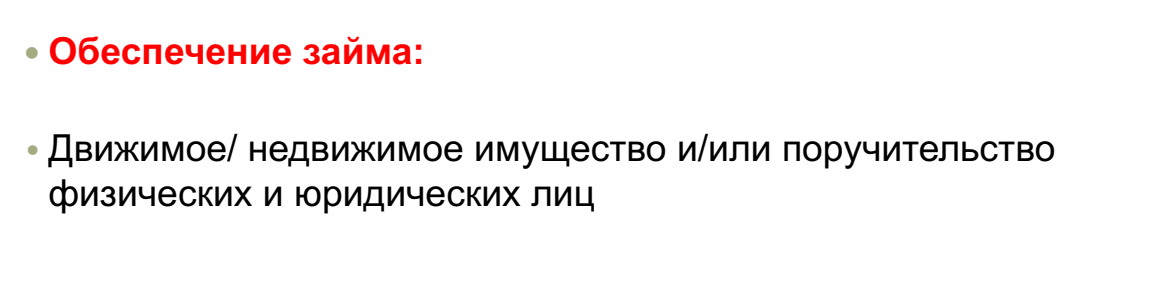 • Обеспечение займа:
• Движимое/ недвижимое имущество и/или поручительство
физических и юридических лиц